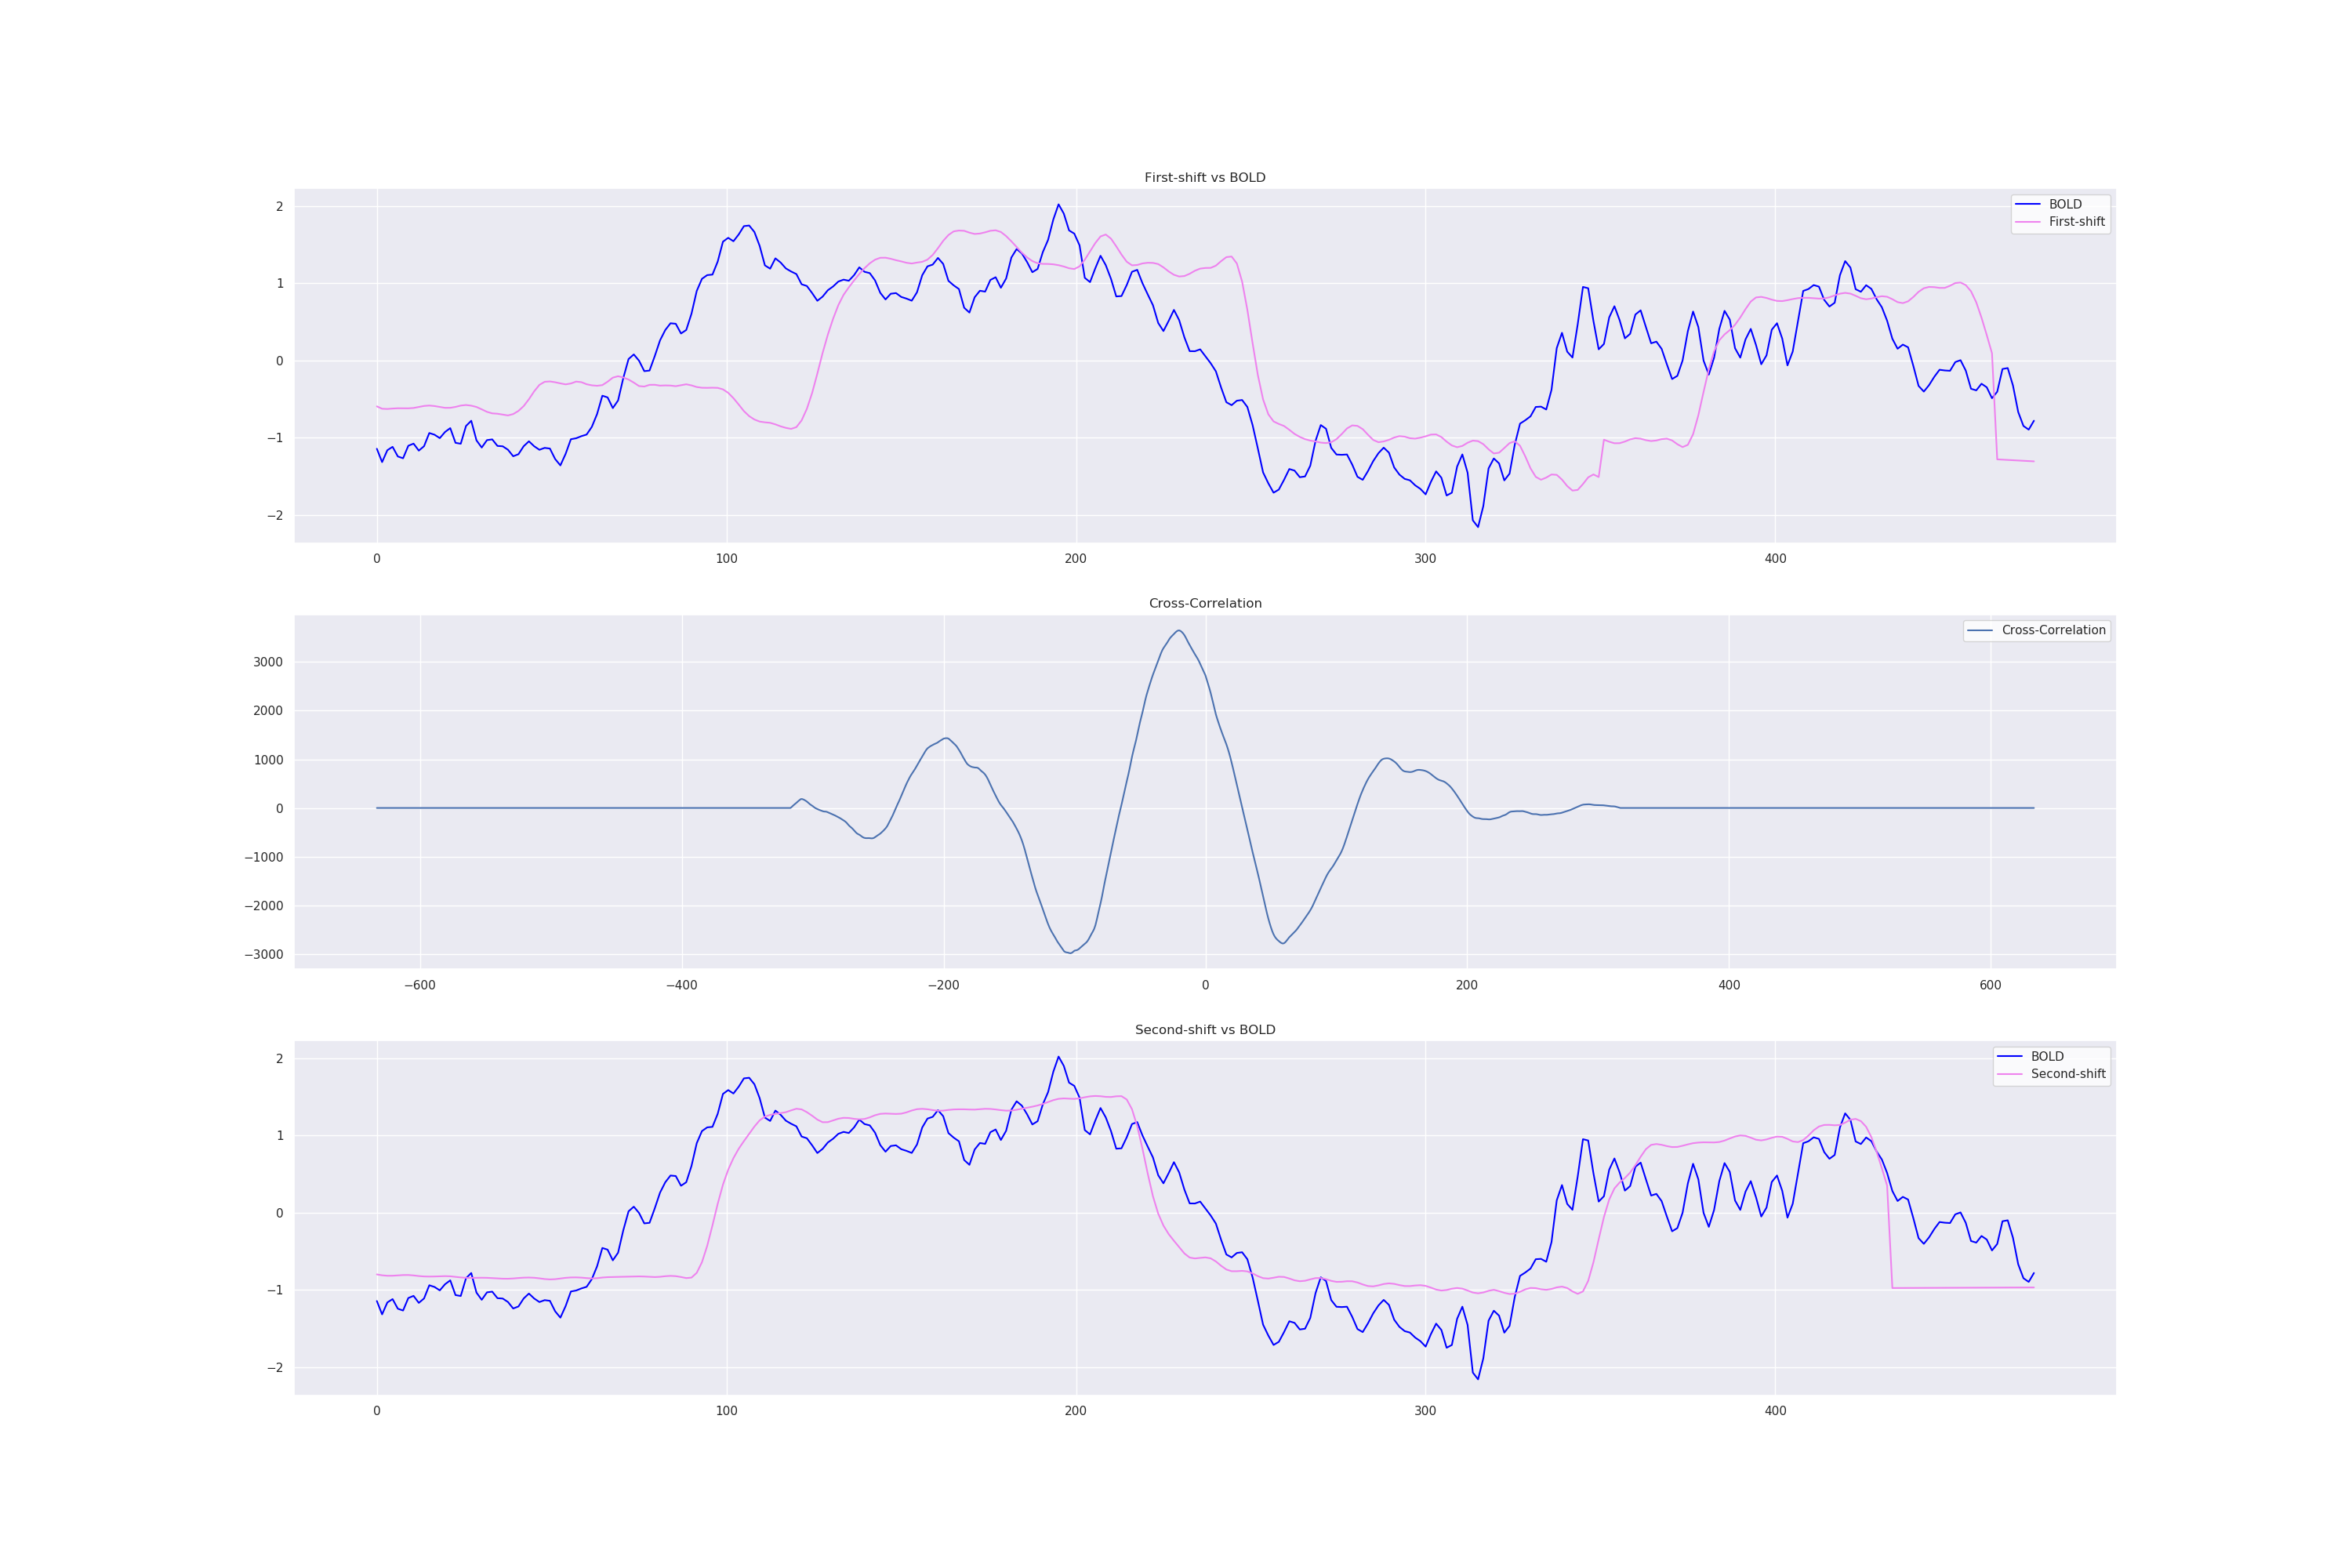 First-shift vs BOLD
BOLD
First-shift
2
1
0
−1
−2
0 100 200 300 400
Cross-Correlation
Cross-Correlation
3000
2000
1000
0
−1000
−2000
−3000
−600 −400 −200 0 200 400 600
Second-shift vs BOLD
BOLD
Second-shift
2
1
0
−1
−2
0 100 200 300 400